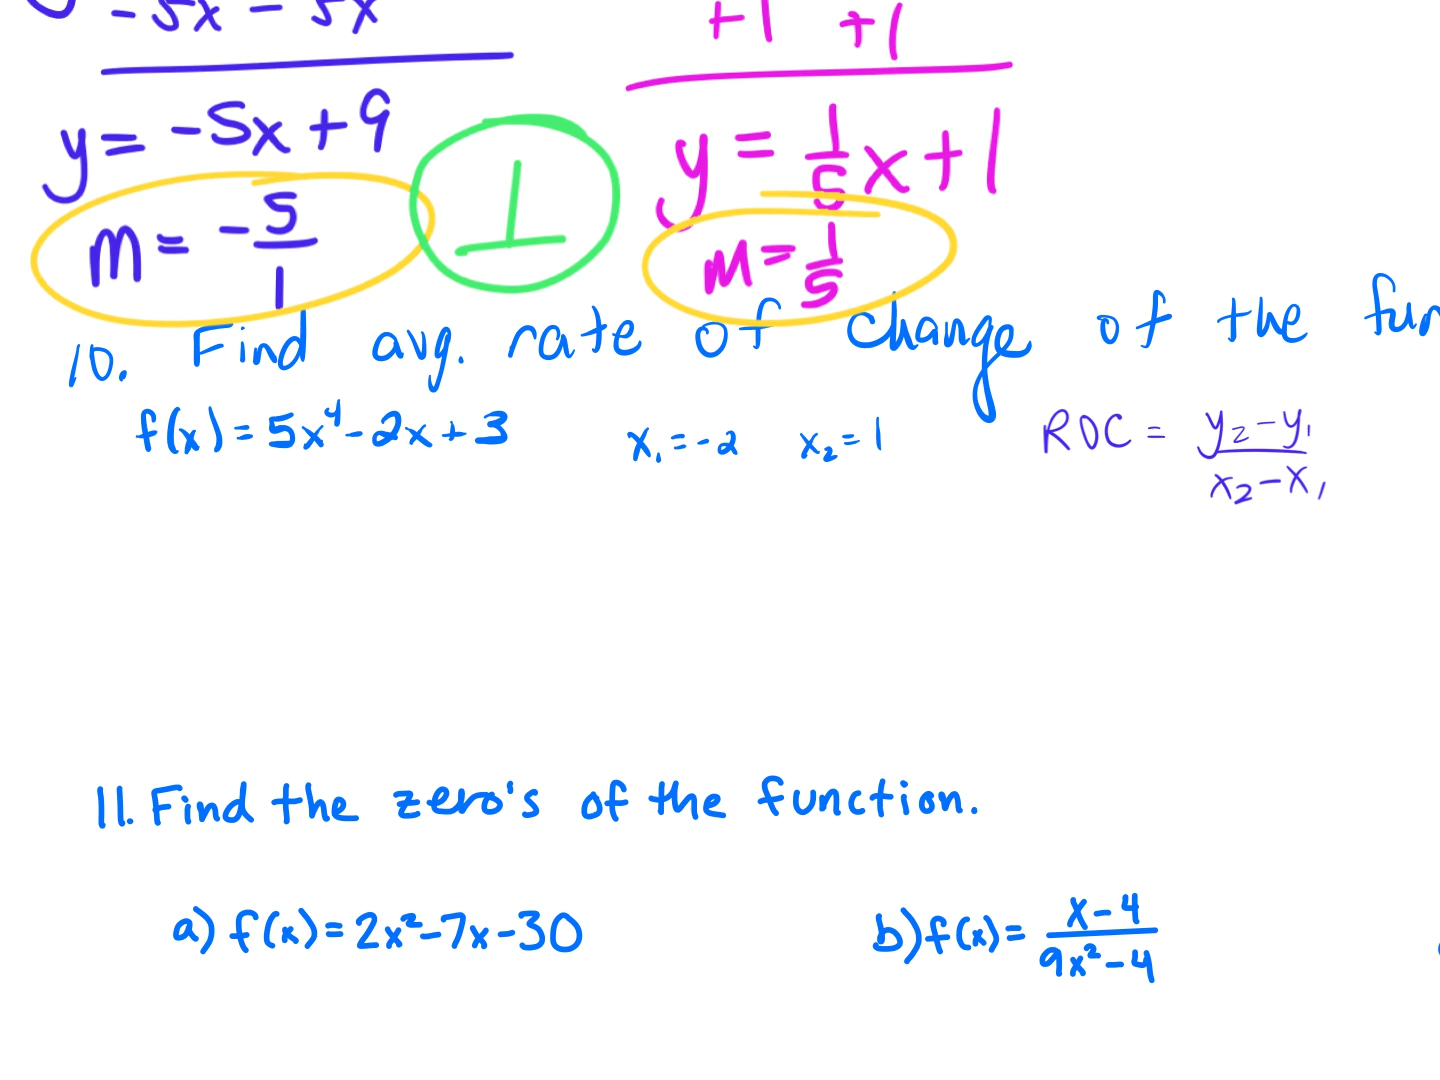 -5x - 5x
+1 +1
y = -5x + 9
y = 1/5 x + 1
m = -5/1
⊥
m = 1/5
10. Find avg. rate of change of the fun
f(x) = 5x⁴ - 2x + 3 x₁ = -2 x₂ = 1 ROC = y₂ - y₁ / x₂ - x₁
11. Find the zero's of the function.
a) f(x) = 2x² - 7x - 30 b) f(x) = x - 4 / 9x² - 4